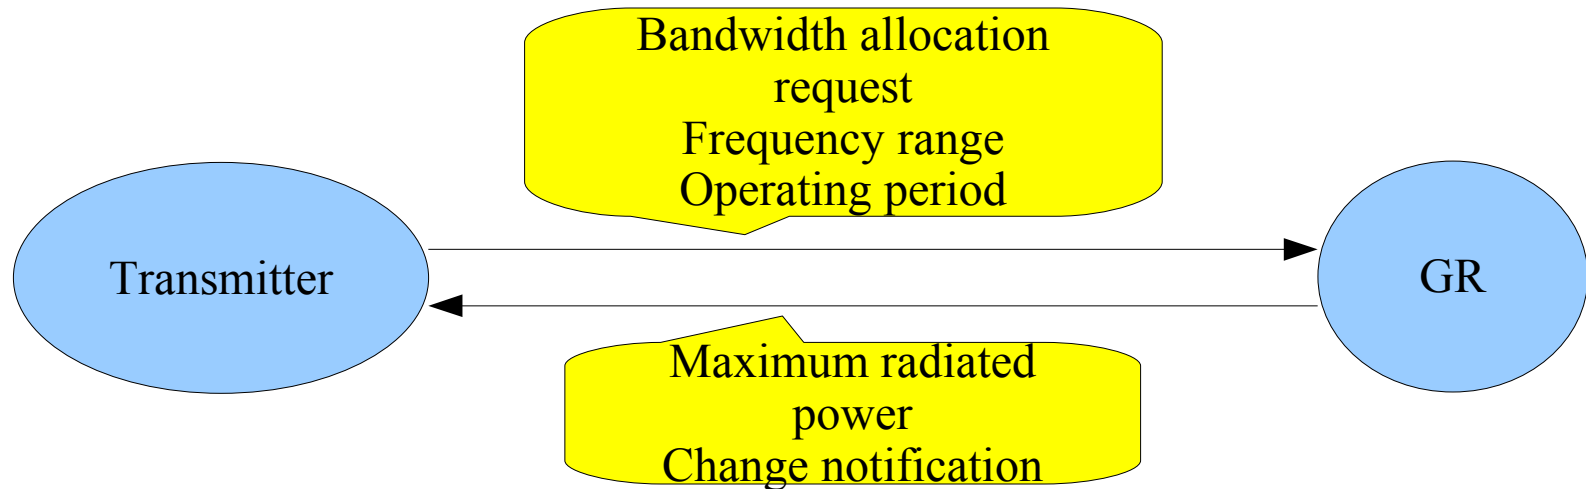 Bandwidth allocation
request
Frequency range
Operating period
Transmitter
GR
Maximum radiated
power
Change notification